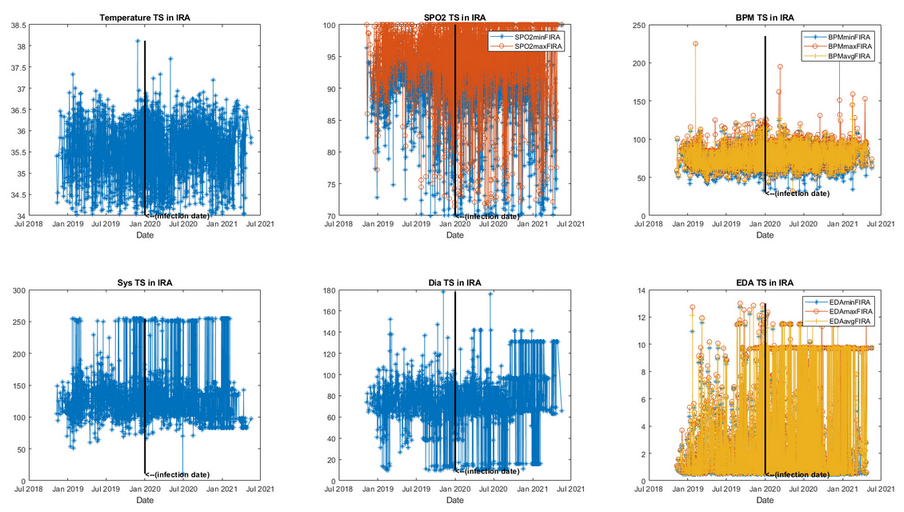 Temperature TS in IRA
38.5
38
37.5
37
36.5
36
35.5
35
34.5
34
Jul 2018 Jan 2019 Jul 2019 Jan 2020 Jul 2020 Jan 2021 Jul 2021
<--(infection date)
Date
SPO2 TS in IRA
100
95
90
85
80
75
70
SPO2minFIRA
SPO2maxFIRA
Jul 2018 Jan 2019 Jul 2019 Jan 2020 Jul 2020 Jan 2021 Jul 2021
<--(infection date)
Date
BPM TS in IRA
250
200
150
100
50
0
BPMminFIRA
BPMmaxFIRA
BPMavgFIRA
<--(infection date)
Jul 2018 Jan 2019 Jul 2019 Jan 2020 Jul 2020 Jan 2021 Jul 2021
Date
Sys TS in IRA
300
250
200
150
100
50
0
<--(infection date)
Jul 2018 Jan 2019 Jul 2019 Jan 2020 Jul 2020 Jan 2021 Jul 2021
Date
Dia TS in IRA
180
160
140
120
100
80
60
40
20
0
<--(infection date)
Jul 2018 Jan 2019 Jul 2019 Jan 2020 Jul 2020 Jan 2021 Jul 2021
Date
EDA TS in IRA
14
12
10
8
6
4
2
0
EDAminFIRA
EDAmaxFIRA
EDAavgFIRA
<--(infection date)
Jul 2018 Jan 2019 Jul 2019 Jan 2020 Jul 2020 Jan 2021 Jul 2021
Date